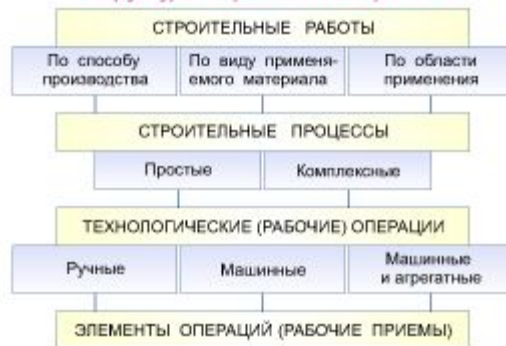 СТРОИТЕЛЬНЫЕ РАБОТЫ
По способу производства
По виду применя-
емого материала
По области применения
СТРОИТЕЛЬНЫЕ ПРОЦЕССЫ
Простые
Комплексные
ТЕХНОЛОГИЧЕСКИЕ (РАБОЧИЕ) ОПЕРАЦИИ
Ручные
Машинные
Машинные
и агрегатные
ЭЛЕМЕНТЫ ОПЕРАЦИЙ (РАБОЧИЕ ПРИЕМЫ)